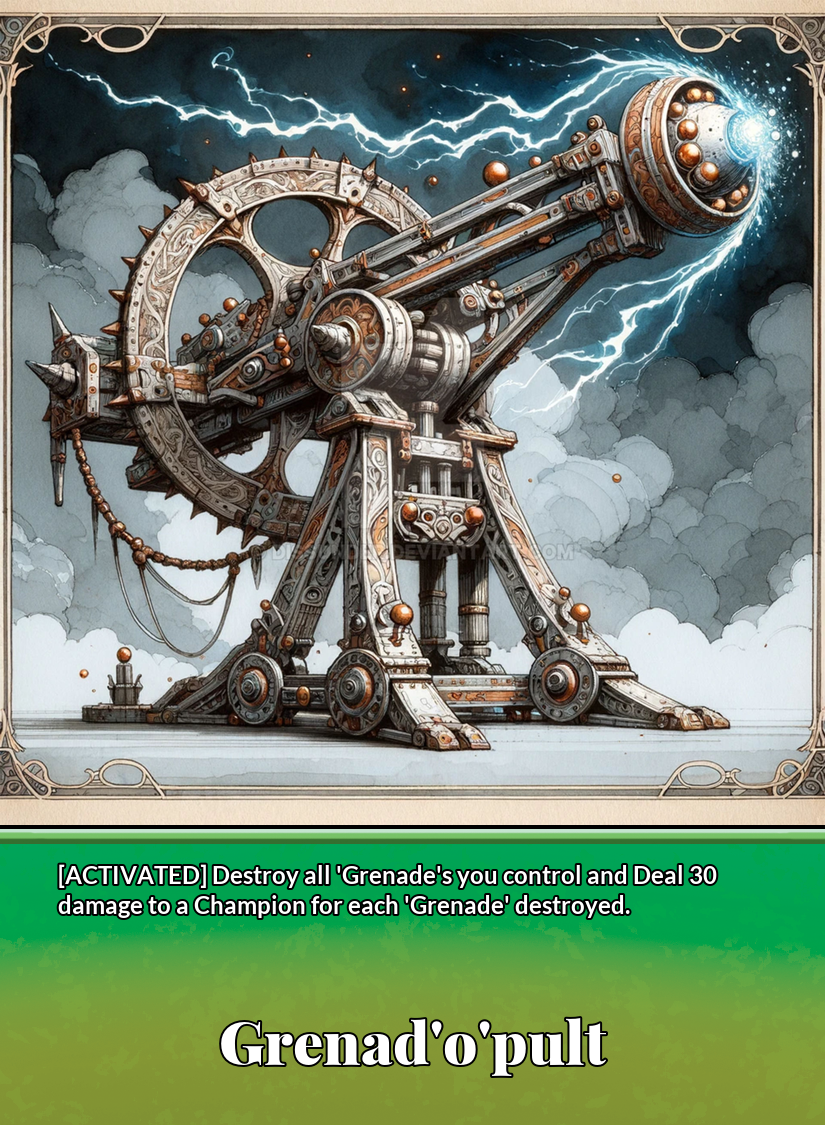 [ACTIVATED] Destroy all 'Grenade's you control and Deal 30
damage to a Champion for each 'Grenade' destroyed.
Grenad'o'pult